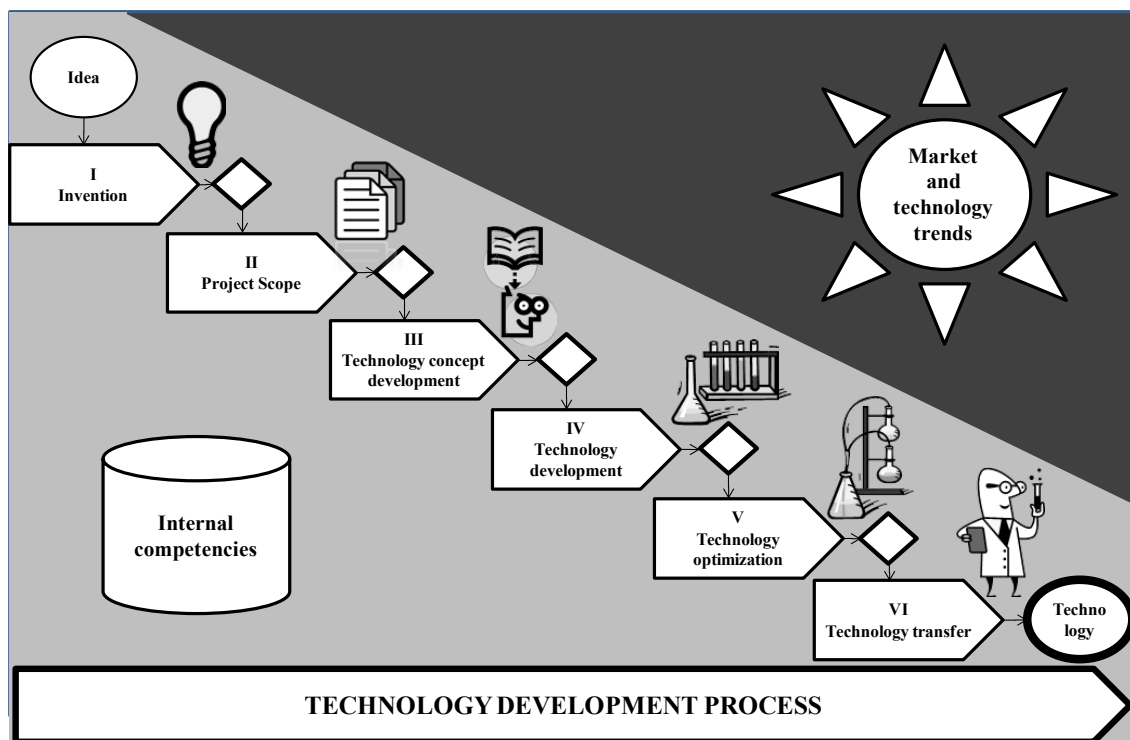 Idea
I
Invention
II
Project Scope
III
Technology concept
development
IV
Technology
development
V
Technology
optimization
VI
Technology transfer
Techno
logy
Market
and
technology
trends
Internal
competencies
TECHNOLOGY DEVELOPMENT PROCESS